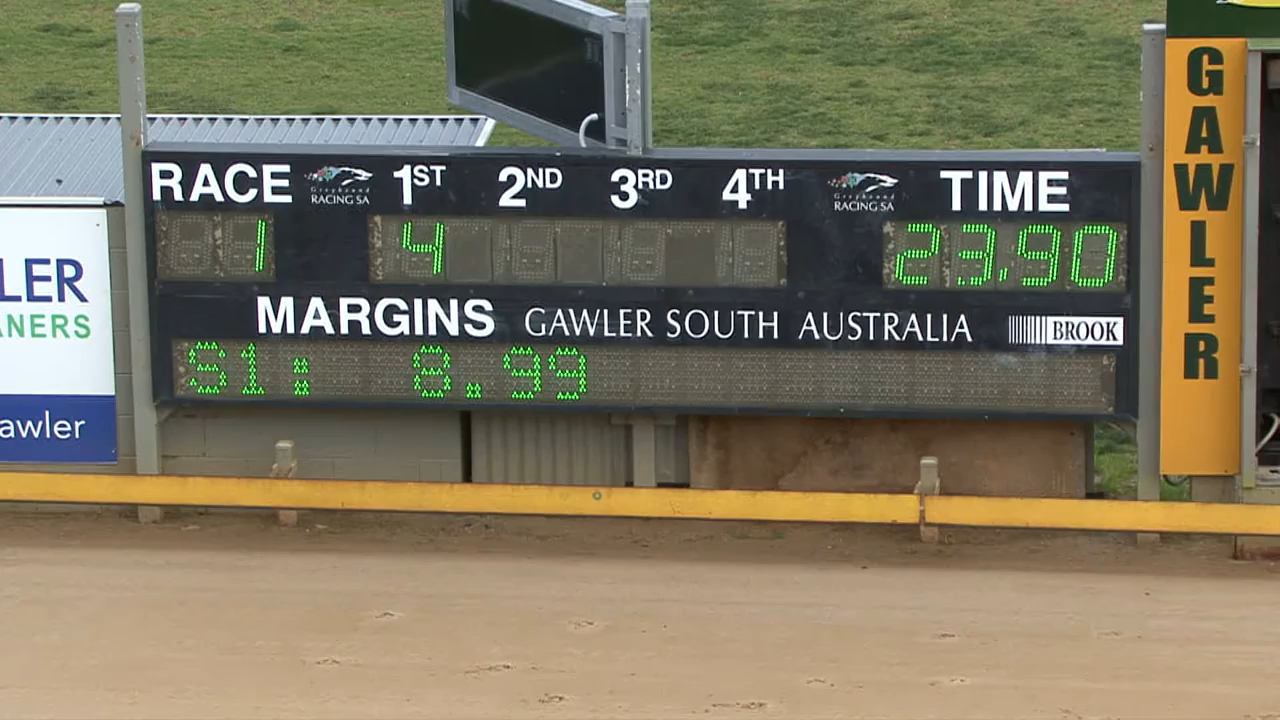 RACE Greyhound RACING SA 1ST 2ND 3RD 4TH Greyhound RACING SA TIME
1 4 23.90
MARGINS GAWLER SOUTH AUSTRALIA BROOK
S1: 8.99
LER
ANERS
awler
GAWLER